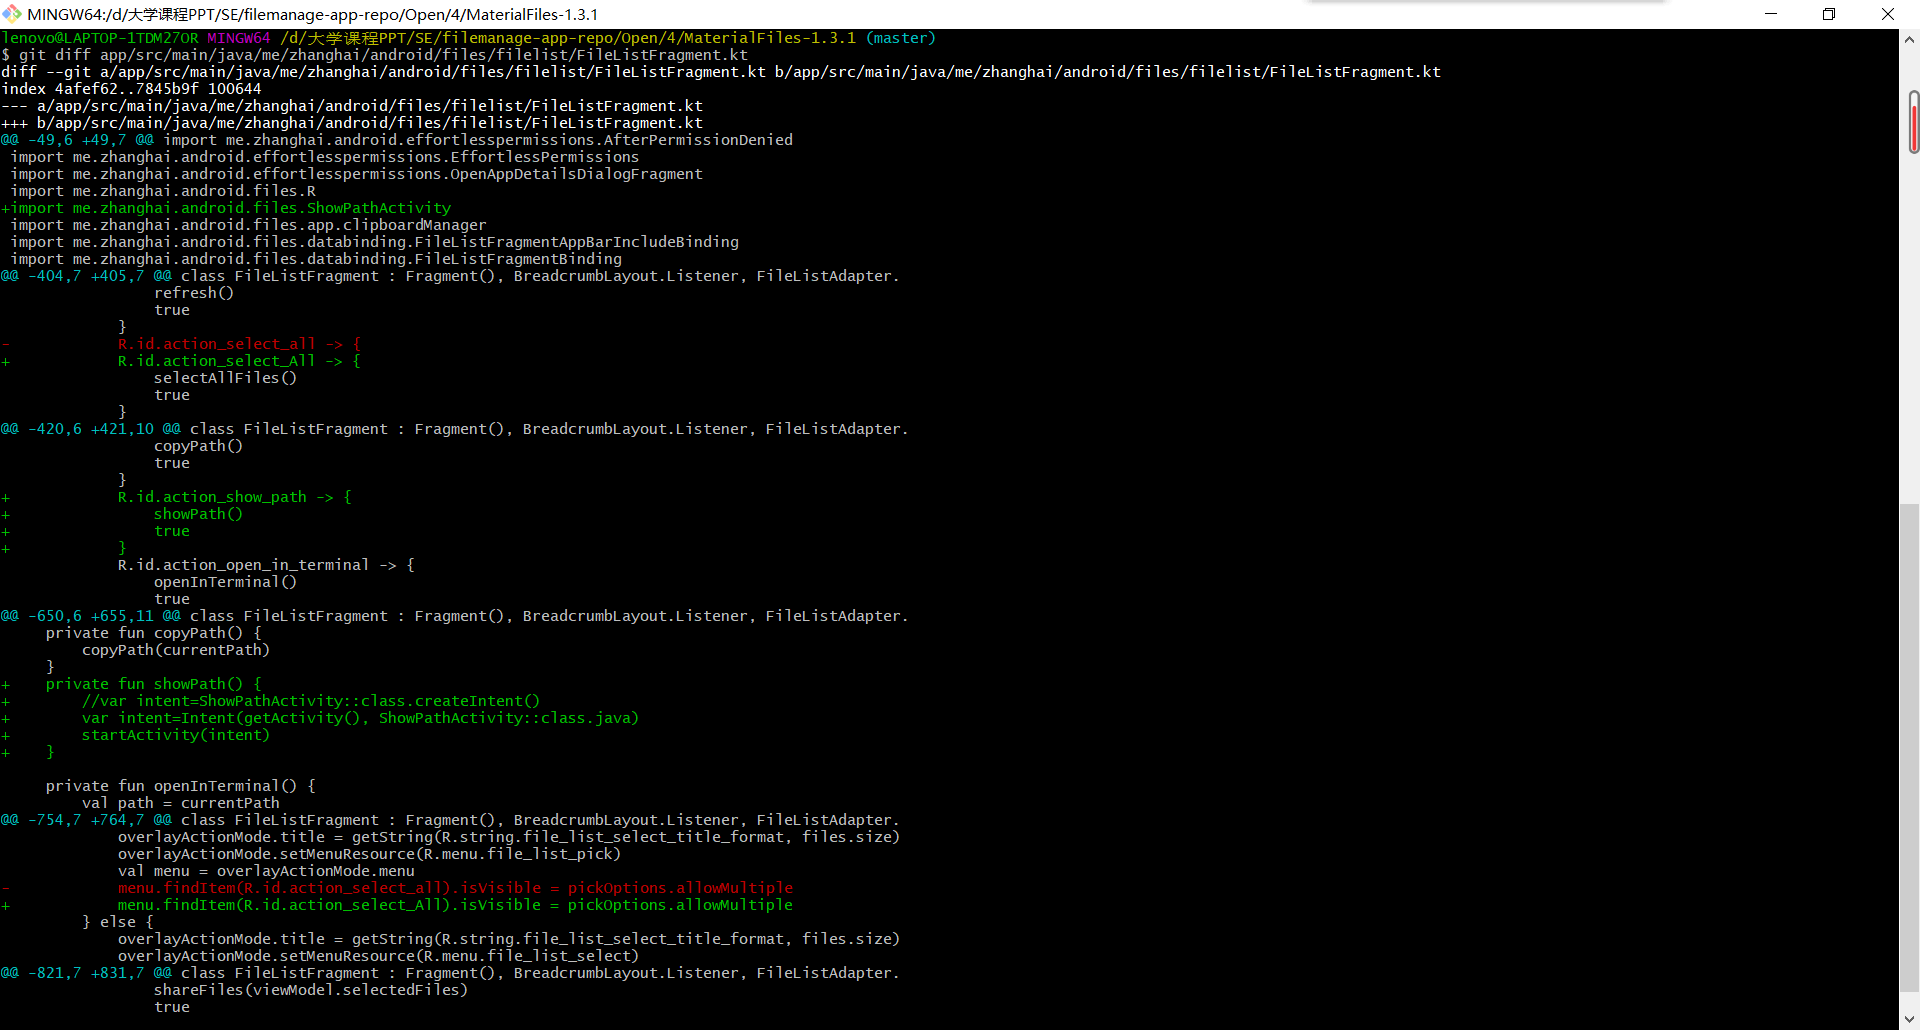 MINGW64:/d/大学课程PPT/SE/filemanage-app-repo/Open/4/MaterialFiles-1.3.1
lenovo@LAPTOP-1TDM27OR MINGW64 /d/大学课程PPT/SE/filemanage-app-repo/Open/4/MaterialFiles-1.3.1 (master)
$ git diff app/src/main/java/me/zhanghai/android/files/filelist/FileListFragment.kt
diff --git a/app/src/main/java/me/zhanghai/android/files/filelist/FileListFragment.kt b/app/src/main/java/me/zhanghai/android/files/filelist/FileListFragment.kt
index 4afef62..7845b9f 100644
--- a/app/src/main/java/me/zhanghai/android/files/filelist/FileListFragment.kt
+++ b/app/src/main/java/me/zhanghai/android/files/filelist/FileListFragment.kt
@@ -49,6 +49,7 @@ import me.zhanghai.android.effortlesspermissions.AfterPermissionDenied
 import me.zhanghai.android.effortlesspermissions.EffortlessPermissions
 import me.zhanghai.android.effortlesspermissions.OpenAppDetailsDialogFragment
 import me.zhanghai.android.files.R
+import me.zhanghai.android.files.ShowPathActivity
 import me.zhanghai.android.files.app.clipboardManager
 import me.zhanghai.android.files.databinding.FileListFragmentAppBarIncludeBinding
 import me.zhanghai.android.files.databinding.FileListFragmentBinding
@@ -404,7 +405,7 @@ class FileListFragment : Fragment(), BreadcrumbLayout.Listener, FileListAdapter.
                 refresh()
                 true
             }
-            R.id.action_select_all -> {
+            R.id.action_select_All -> {
                 selectAllFiles()
                 true
             }
@@ -420,6 +421,10 @@ class FileListFragment : Fragment(), BreadcrumbLayout.Listener, FileListAdapter.
                 copyPath()
                 true
             }
+            R.id.action_show_path -> {
+                showPath()
+                true
+            }
             R.id.action_open_in_terminal -> {
                 openInTerminal()
                 true
@@ -650,6 +655,11 @@ class FileListFragment : Fragment(), BreadcrumbLayout.Listener, FileListAdapter.
     private fun copyPath() {
         copyPath(currentPath)
     }
+    private fun showPath() {
+        //var intent=ShowPathActivity::class.createIntent()
+        var intent=Intent(getActivity(), ShowPathActivity::class.java)
+        startActivity(intent)
+    }

     private fun openInTerminal() {
         val path = currentPath
@@ -754,7 +764,7 @@ class FileListFragment : Fragment(), BreadcrumbLayout.Listener, FileListAdapter.
             overlayActionMode.title = getString(R.string.file_list_select_title_format, files.size)
             overlayActionMode.setMenuResource(R.menu.file_list_pick)
             val menu = overlayActionMode.menu
-            menu.findItem(R.id.action_select_all).isVisible = pickOptions.allowMultiple
+            menu.findItem(R.id.action_select_All).isVisible = pickOptions.allowMultiple
         } else {
             overlayActionMode.title = getString(R.string.file_list_select_title_format, files.size)
             overlayActionMode.setMenuResource(R.menu.file_list_select)
@@ -821,7 +831,7 @@ class FileListFragment : Fragment(), BreadcrumbLayout.Listener, FileListAdapter.
                 shareFiles(viewModel.selectedFiles)
                 true